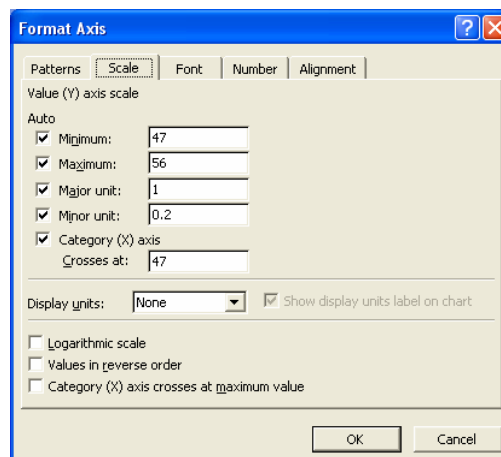 Format Axis
Patterns Scale Font Number Alignment
Value (Y) axis scale
Auto
Minimum: 47
Maximum: 56
Major unit: 1
Minor unit: 0.2
Category (X) axis
Crosses at: 47
Display units: None Show display units label on chart
Logarithmic scale
Values in reverse order
Category (X) axis crosses at maximum value
OK Cancel